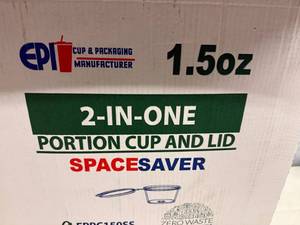 EPI CUP & PACKAGING
MANUFACTURER
1.5oz
2-IN-ONE
PORTION CUP AND LID
SPACESAVER
ZERO WASTE